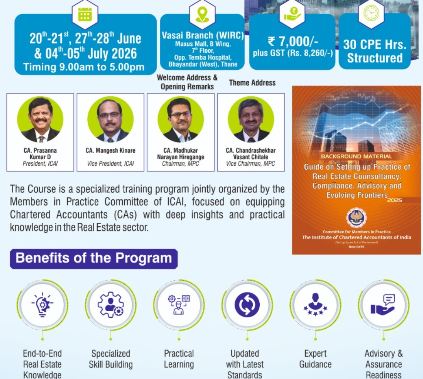 20th-21st, 27th-28th June
& 04th-05th July 2026
Timing 9.00am to 5.00pm
Vasai Branch (WIRC)
Maxus Mall, B Wing,
7th Floor,
Opp. Temba Hospital,
Bhayandar (West), Thane
₹ 7,000/-
plus GST (Rs. 8,260/-)
30 CPE Hrs.
Structured
Welcome Address &
Opening Remarks
Theme Address
CA. Prasanna
Kumar D
President, ICAI
CA. Mangesh Kinare
Vice President, ICAI
CA. Madhukar
Narayan Hiregange
Chairman, MPC
CA. Chandrashekhar
Vasant Chitale
Vice Chairman, MPC
BACKGROUND MATERIAL
Guide on Setting up Practice of
Real Estate Consultancy:
Compliance, Advisory and
Evolving Frontiers
2025
Committee for Members in Practice
The Institute of Chartered Accountants of India
The Course is a specialized training program jointly organized by the
Members in Practice Committee of ICAI, focused on equipping
Chartered Accountants (CAs) with deep insights and practical
knowledge in the Real Estate sector.
Benefits of the Program
End-to-End
Real Estate
Knowledge
Specialized
Skill Building
Practical
Learning
Updated
with Latest
Standards
Expert
Guidance
Advisory &
Assurance
Readiness